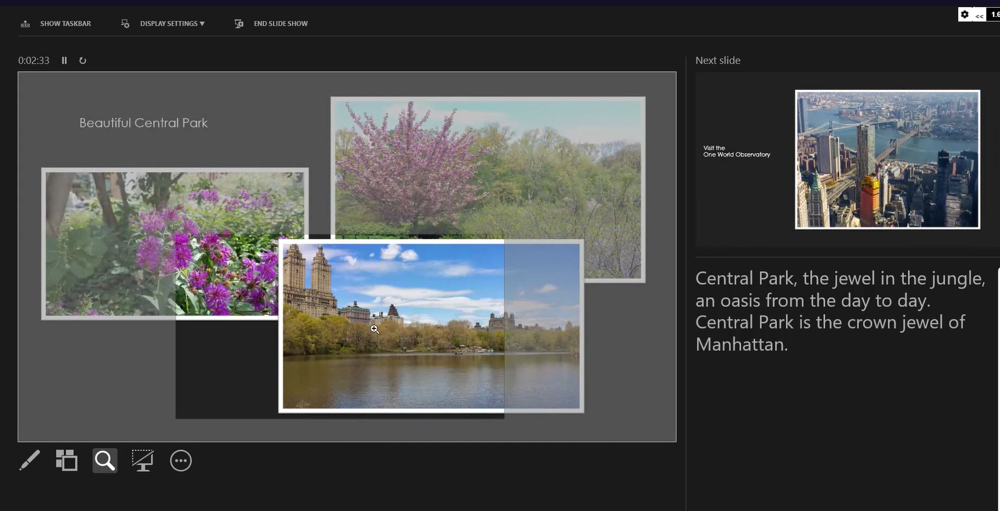 SHOW TASKBAR
DISPLAY SETTINGS ▼
END SLIDE SHOW
<<
0:02:33
Next slide
Beautiful Central Park
Visit the
One World Observatory
Central Park, the jewel in the jungle,
an oasis from the day to day.
Central Park is the crown jewel of
Manhattan.